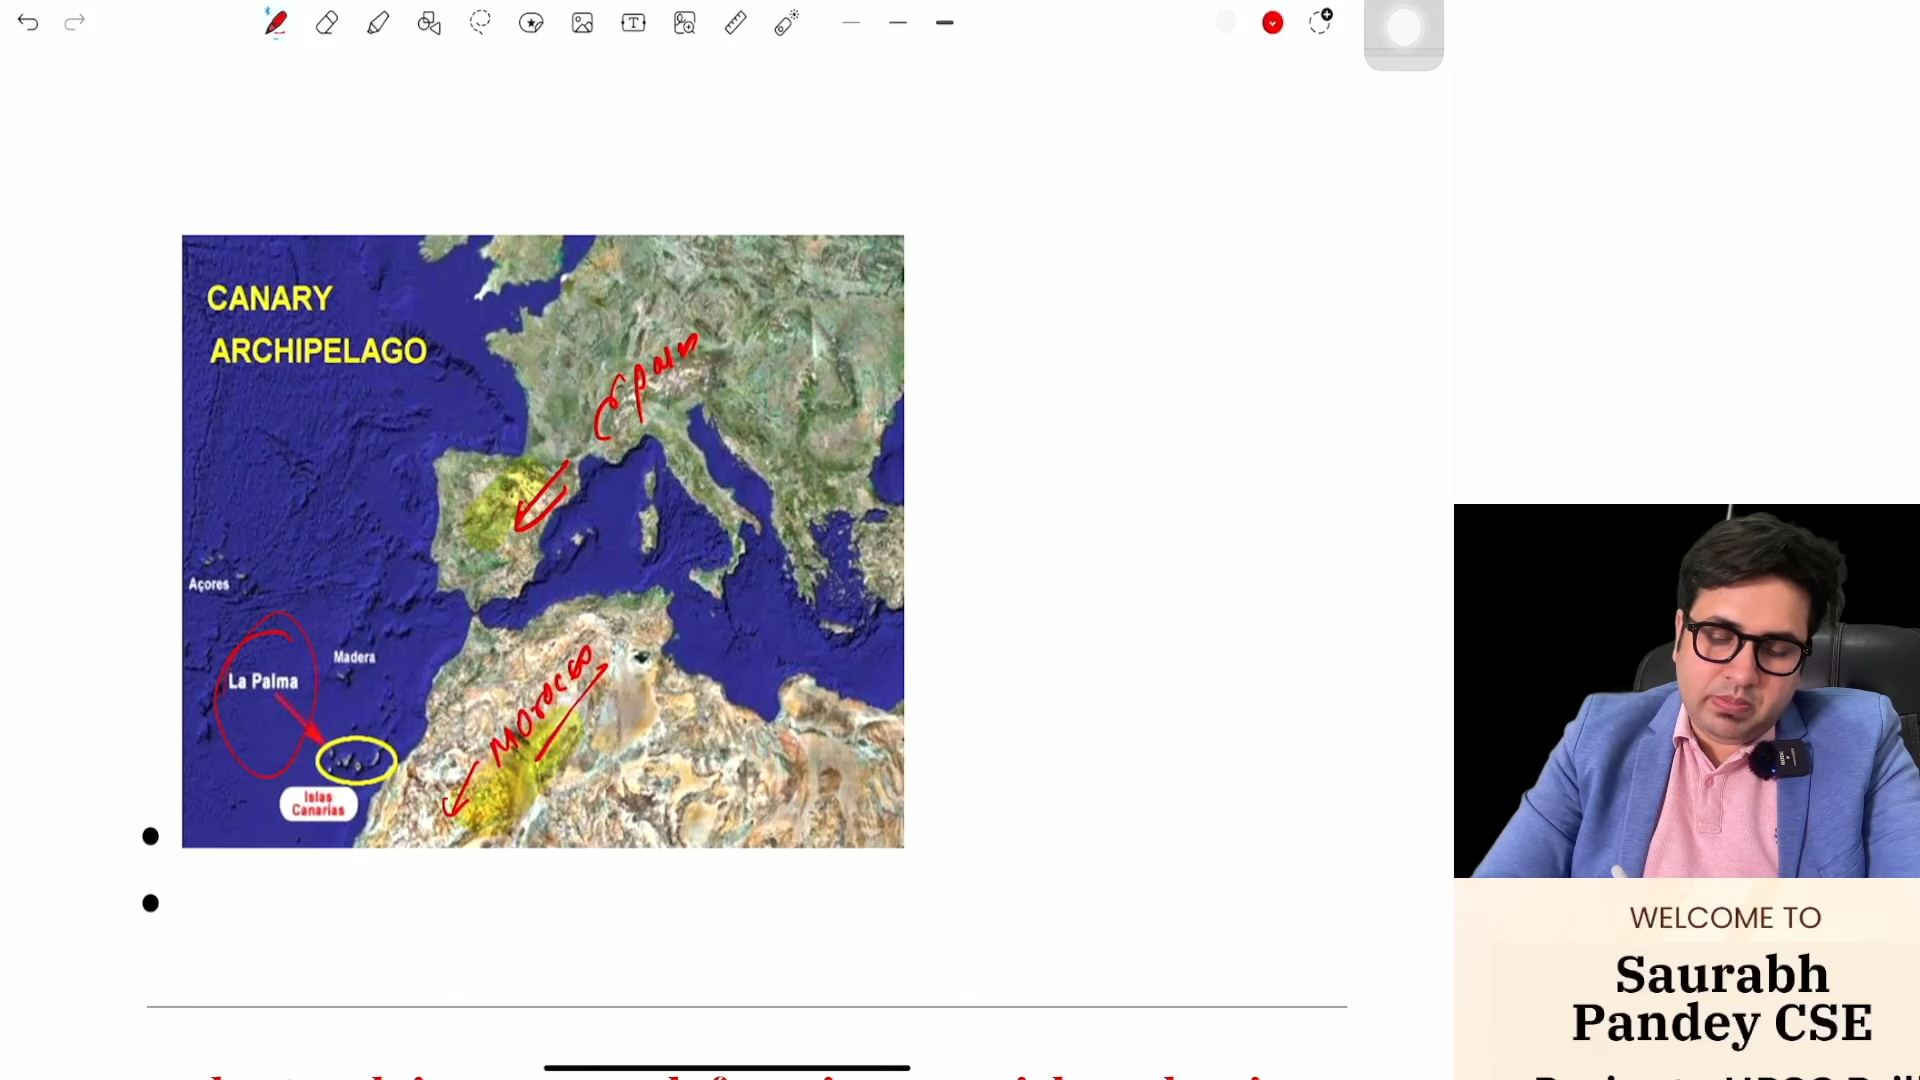 CANARY
ARCHIPELAGO
Spain
Açores
Madera
La Palma
Morocco
Islas
Canarias
WELCOME TO
Saurabh
Pandey CSE